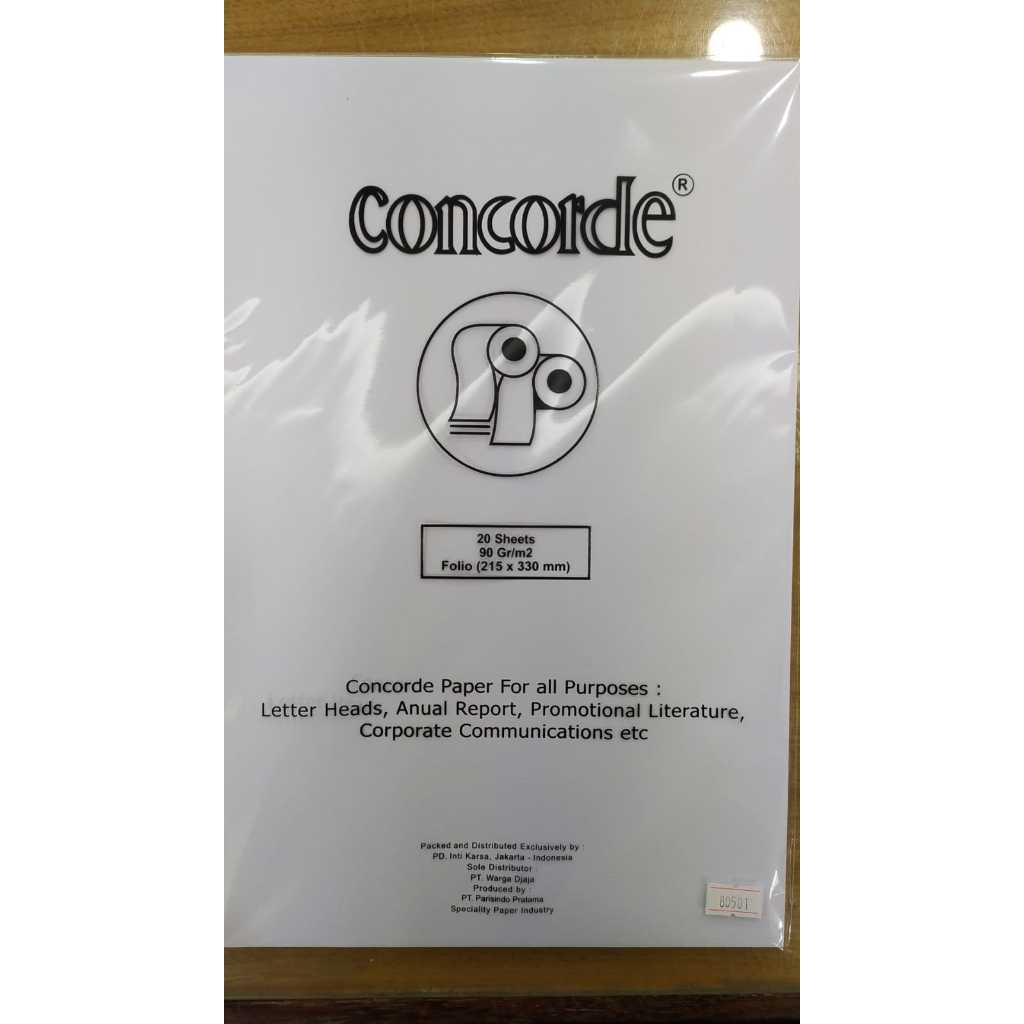 concorde®
20 Sheets
90 Gr/m2
Folio (215 x 330 mm)
Concorde Paper For all Purposes :
Letter Heads, Anual Report, Promotional Literature,
Corporate Communications etc
Packed and Distributed Exclusively by :
PD. Inti Karsa, Jakarta - Indonesia
Sole Distributor :
PT. Warga Djaja
Produced by :
PT. Parisindo Pratama
Speciality Paper Industry
80501